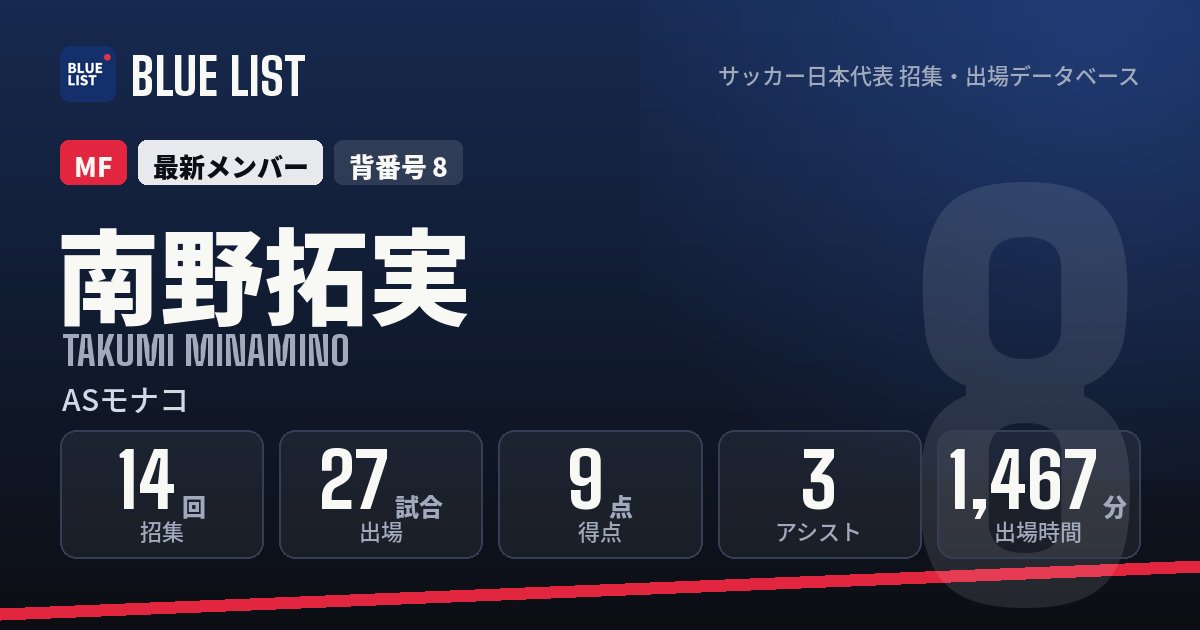 BLUE LIST
BLUE LIST
サッカー日本代表 招集・出場データベース
MF
最新メンバー
背番号 8
8
南野拓実
TAKUMI MINAMINO
ASモナコ
14回
招集
27試合
出場
9点
得点
3
アシスト
1,467分
出場時間